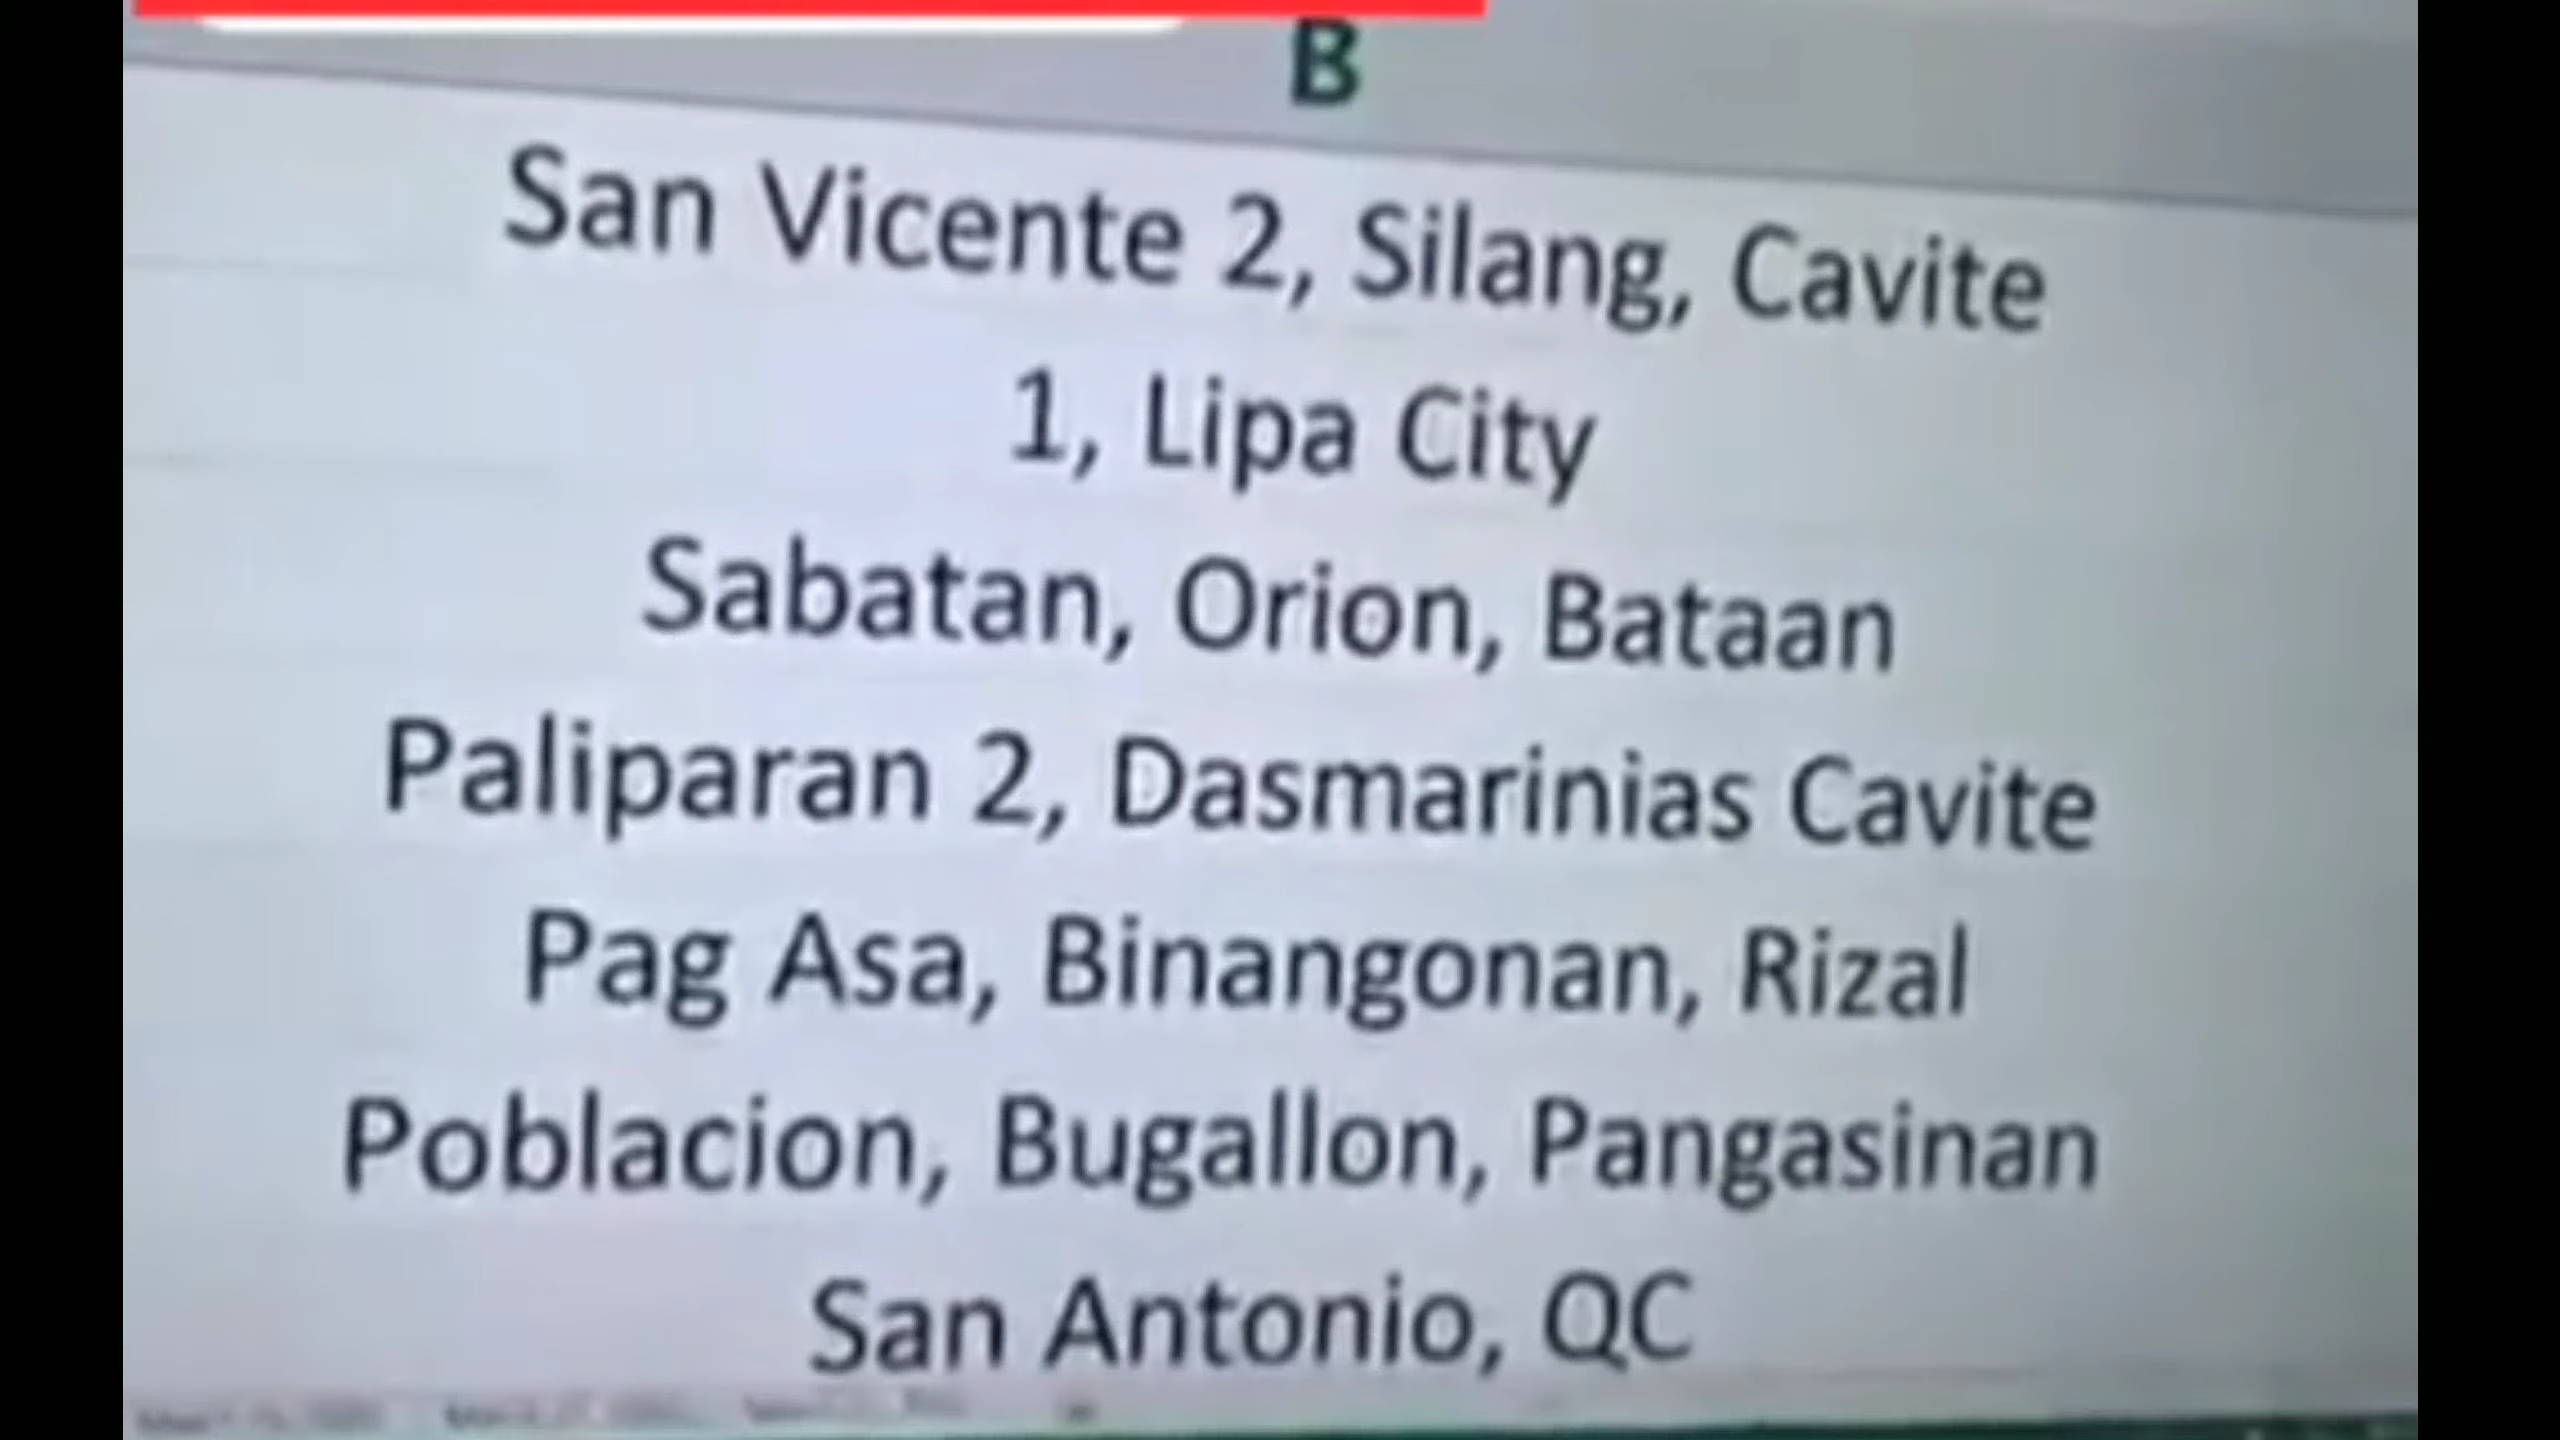 B
San Vicente 2, Silang, Cavite
1, Lipa City
Sabatan, Orion, Bataan
Paliparan 2, Dasmarinias Cavite
Pag Asa, Binangonan, Rizal
Poblacion, Bugallon, Pangasinan
San Antonio, QC